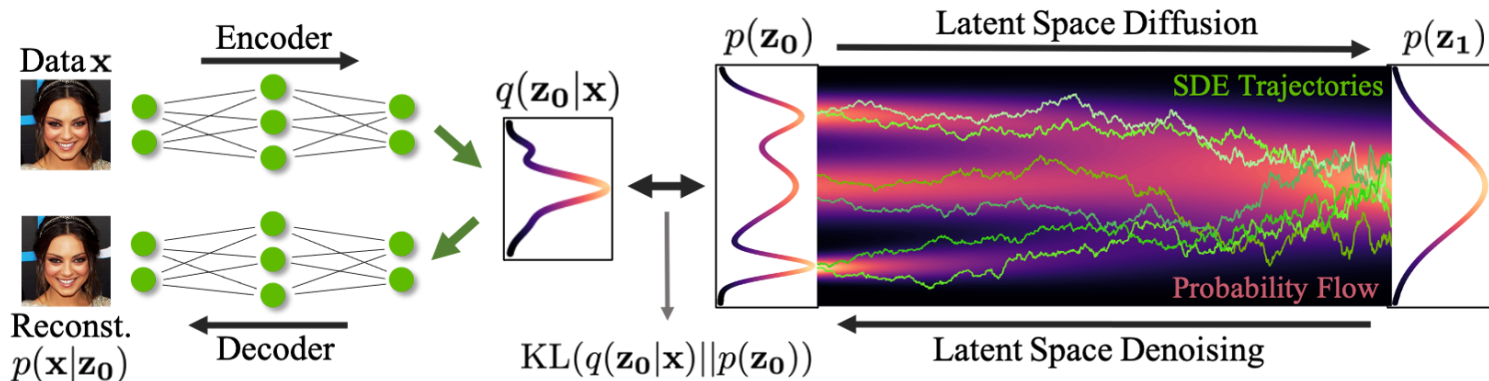 Data x
Encoder
q(z₀|x)
p(z₀)
Latent Space Diffusion
p(z₁)
SDE Trajectories
Probability Flow
Reconst.
p(x|z₀)
Decoder
KL(q(z₀|x)||p(z₀))
Latent Space Denoising